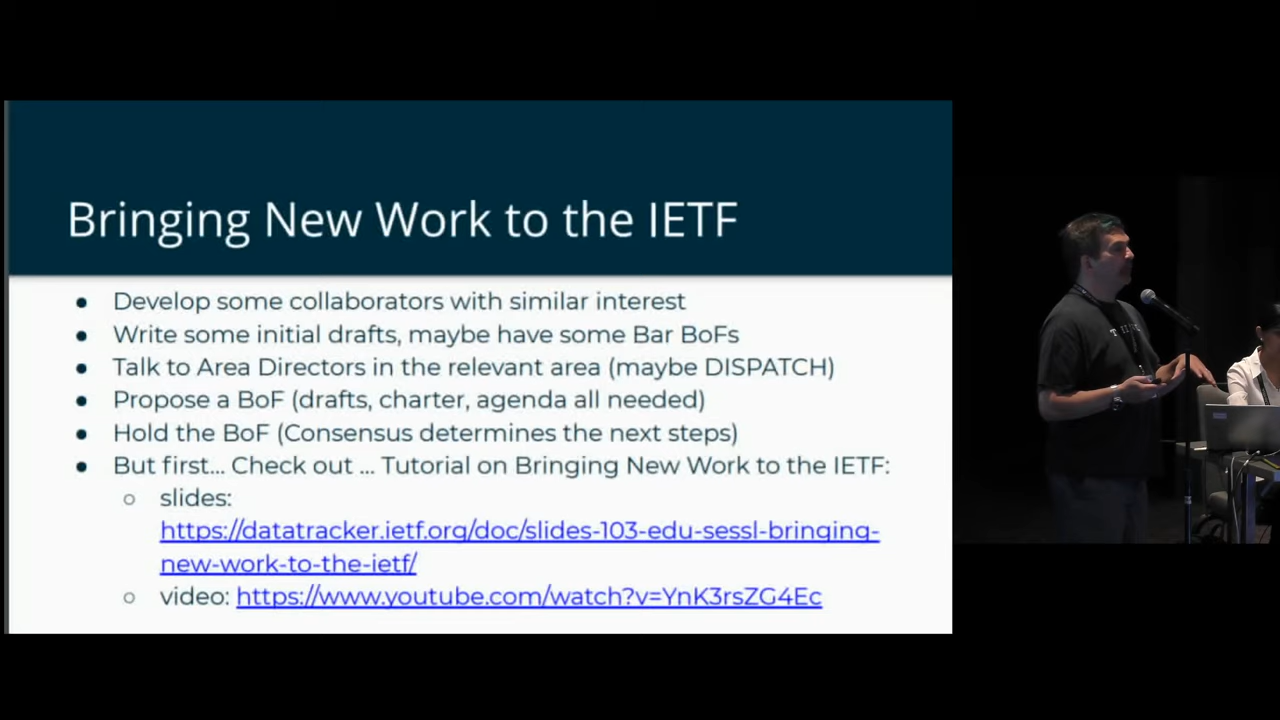 Bringing New Work to the IETF
● Develop some collaborators with similar interest
● Write some initial drafts, maybe have some Bar BoFs
● Talk to Area Directors in the relevant area (maybe DISPATCH)
● Propose a BoF (drafts, charter, agenda all needed)
● Hold the BoF (Consensus determines the next steps)
● But first... Check out ... Tutorial on Bringing New Work to the IETF:
○ slides:
https://datatracker.ietf.org/doc/slides-103-edu-sessl-bringing-
new-work-to-the-ietf/
○ video: https://www.youtube.com/watch?v=YnK3rsZG4Ec